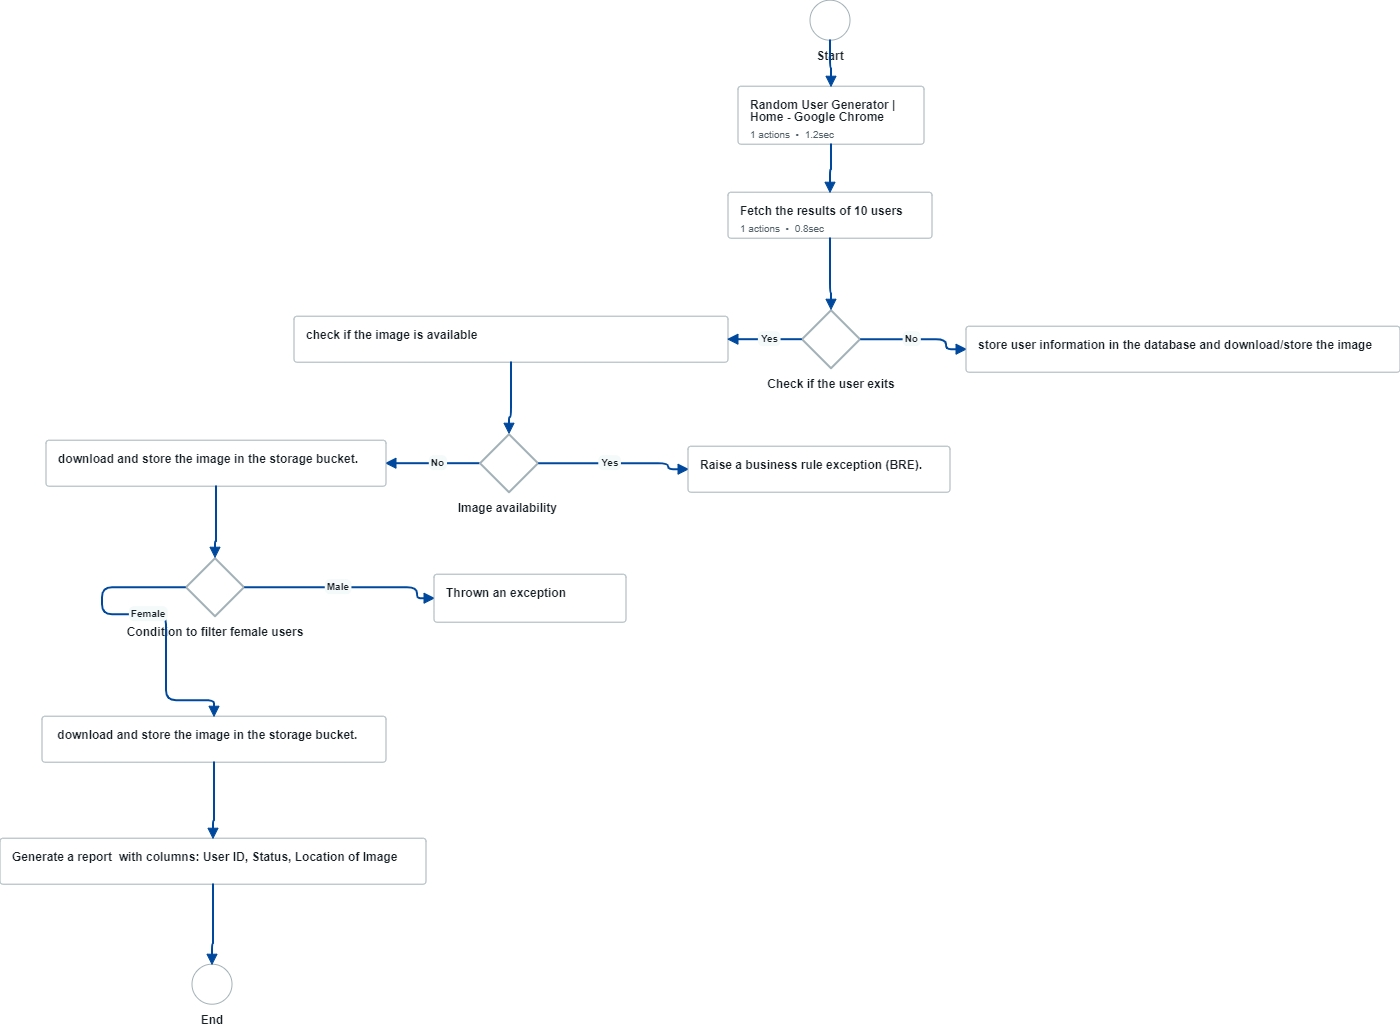 Start
Random User Generator |
Home - Google Chrome
1 actions • 1.2sec
Fetch the results of 10 users
1 actions • 0.8sec
check if the image is available
Yes
No
store user information in the database and download/store the image
Check if the user exits
download and store the image in the storage bucket.
No
Yes
Raise a business rule exception (BRE).
Image availability
Male
Thrown an exception
Female
Condition to filter female users
download and store the image in the storage bucket.
Generate a report  with columns: User ID, Status, Location of Image
End